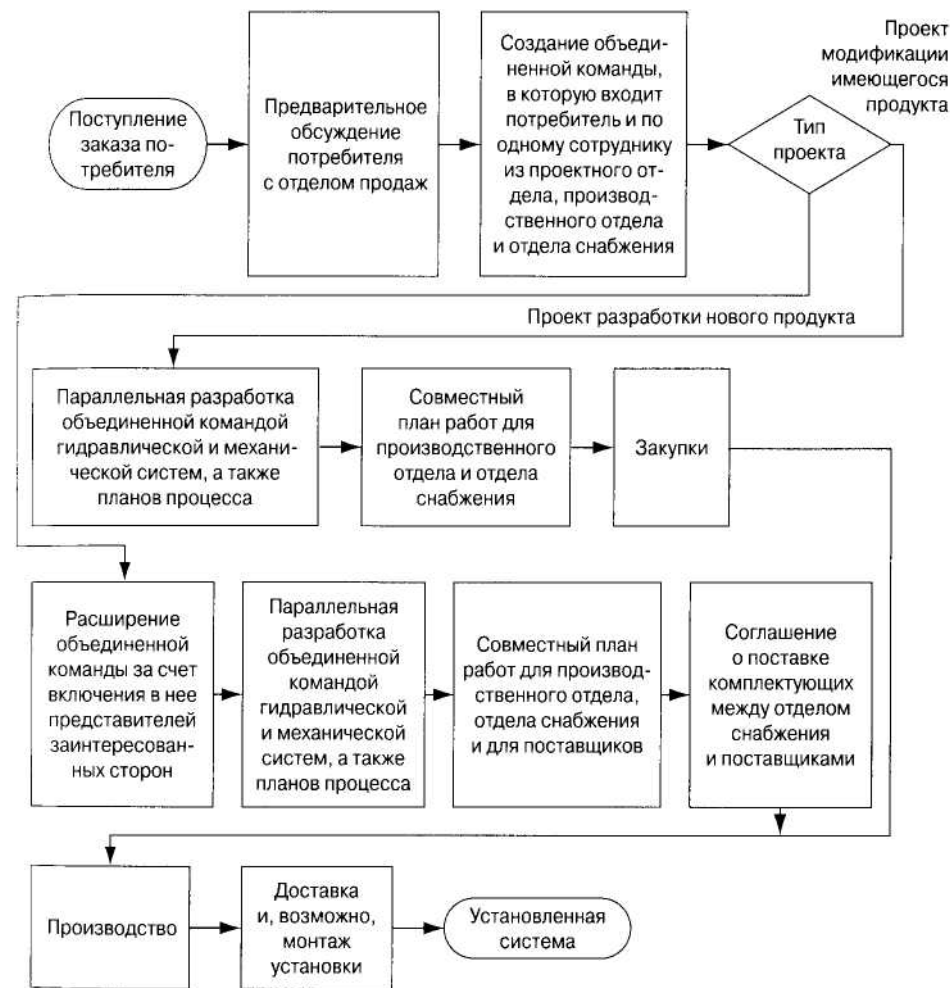 Поступление
заказа по-
требителя
Предварительное
обсуждение
потребителя
с отделом продаж
Создание объеди-
ненной команды,
в которую входит
потребитель и по
одному сотруднику
из проектного от-
дела, производ-
ственного отдела
и отдела снабжения
Тип
проекта
Проект
модификации
имеющегося
продукта
Проект разработки нового продукта
Параллельная разработка
объединенной командой
гидравлической и механи-
ческой систем, а также
планов процесса
Совместный
план работ для
производственного
отдела и отдела
снабжения
Закупки
Расширение
объединенной
команды за счет
включения в нее
представителей
заинтересован-
ных сторон
Параллельная
разработка
объединенной
командой
гидравлической
и механической
систем, а также
планов процесса
Совместный план
работ для производ-
ственного отдела,
отдела снабжения
и для поставщиков
Соглашение
о поставке
комплектующих
между отделом
снабжения
и поставщиками
Производство
Доставка
и, возможно,
монтаж
установки
Установленная
система